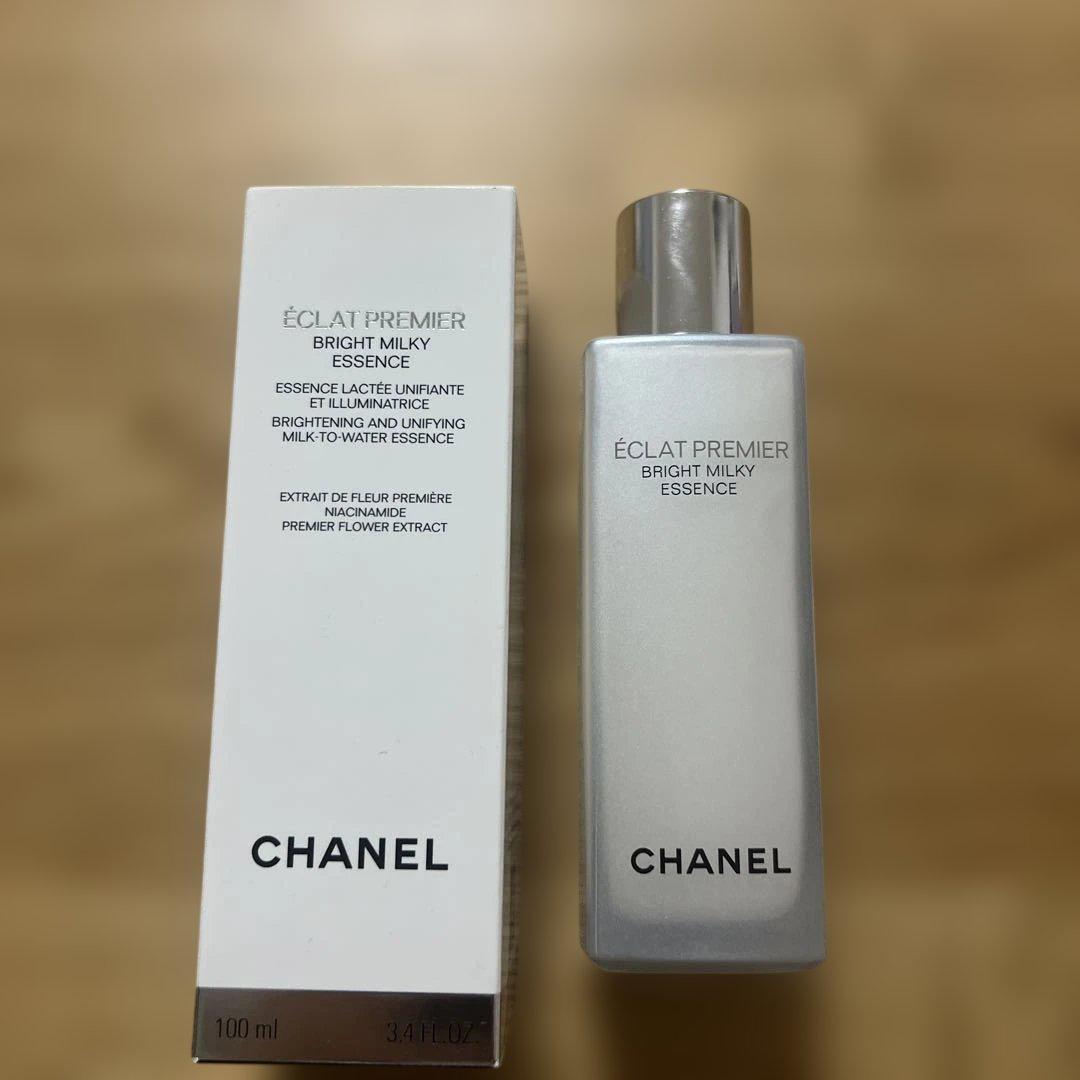 ÉCLAT PREMIER
BRIGHT MILKY
ESSENCE
ESSENCE LACTÉE UNIFIANTE
ET ILLUMINATRICE
BRIGHTENING AND UNIFYING
MILK-TO-WATER ESSENCE
EXTRAIT DE FLEUR PREMIÈRE
NIACINAMIDE
PREMIER FLOWER EXTRACT
CHANEL
100 ml 3.4 FL.OZ.
ÉCLAT PREMIER
BRIGHT MILKY
ESSENCE
CHANEL